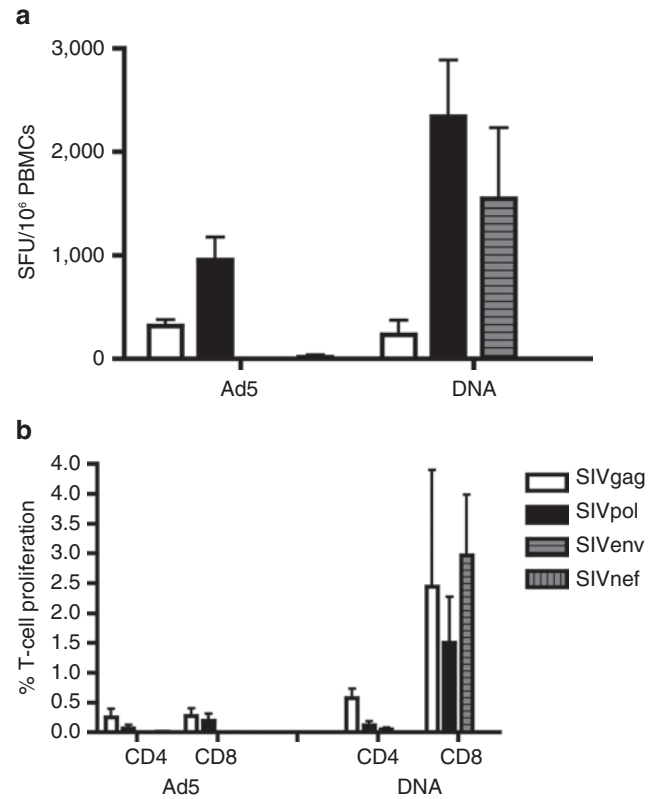 a
3,000
2,000
1,000
0
SFU/10⁶ PBMCs
Ad5 DNA
b
4.0
4.0
3.5
3.0
2.5
2.0
1.5
1.0
0.5
0.0
% T-cell proliferation
CD4 CD8 CD4 CD8
Ad5 DNA
SIVgag
SIVpol
SIVenv
SIVnef